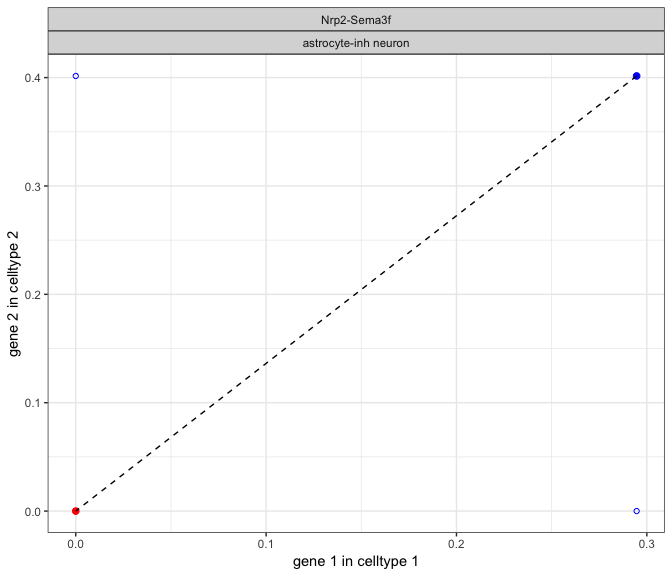 Nrp2-Sema3f
astrocyte-inh neuron
0.4
0.3
0.2
0.1
0.0
gene 2 in celltype 2
0.0 0.1 0.2 0.3
gene 1 in celltype 1